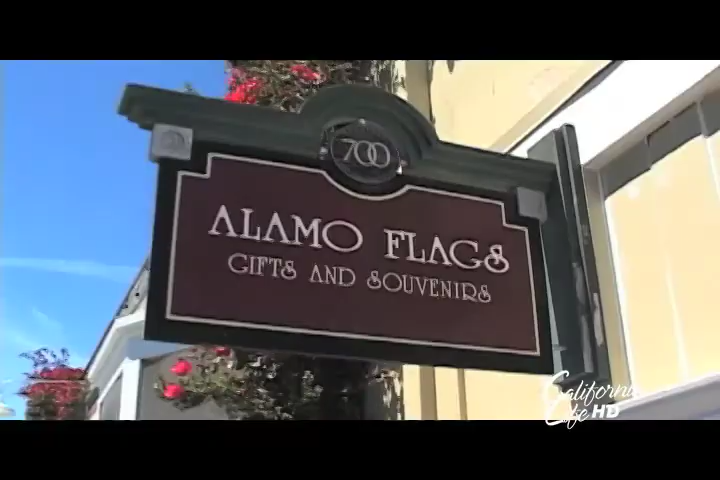 700
ALAMO FLAGS
GIFTS AND SOUVENIRS
California
Life HD